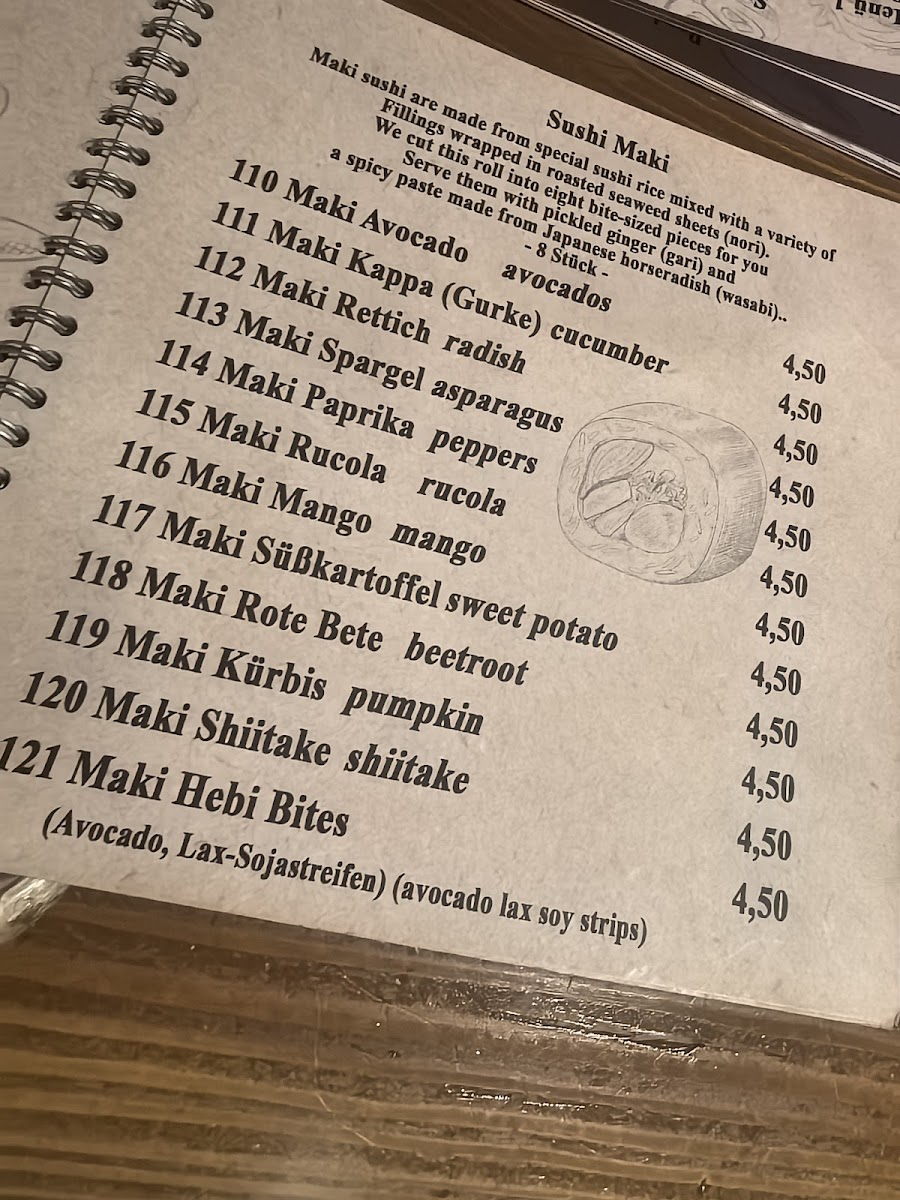 Sushi Maki
Maki sushi are made from special sushi rice mixed with a variety of
Fillings wrapped in roasted seaweed sheets (nori).
We cut this roll into eight bite-sized pieces for you
Serve them with pickled ginger (gari) and
a spicy paste made from Japanese horseradish (wasabi)..
- 8 Stück -
110 Maki Avocado avocados 4,50
111 Maki Kappa (Gurke) cucumber 4,50
112 Maki Rettich radish 4,50
113 Maki Spargel asparagus 4,50
114 Maki Paprika peppers 4,50
115 Maki Rucola rucola 4,50
116 Maki Mango mango 4,50
117 Maki Süßkartoffel sweet potato 4,50
118 Maki Rote Bete beetroot 4,50
119 Maki Kürbis pumpkin 4,50
120 Maki Shiitake shiitake 4,50
121 Maki Hebi Bites 4,50
(Avocado, Lax-Sojastreifen) (avocado lax soy strips)